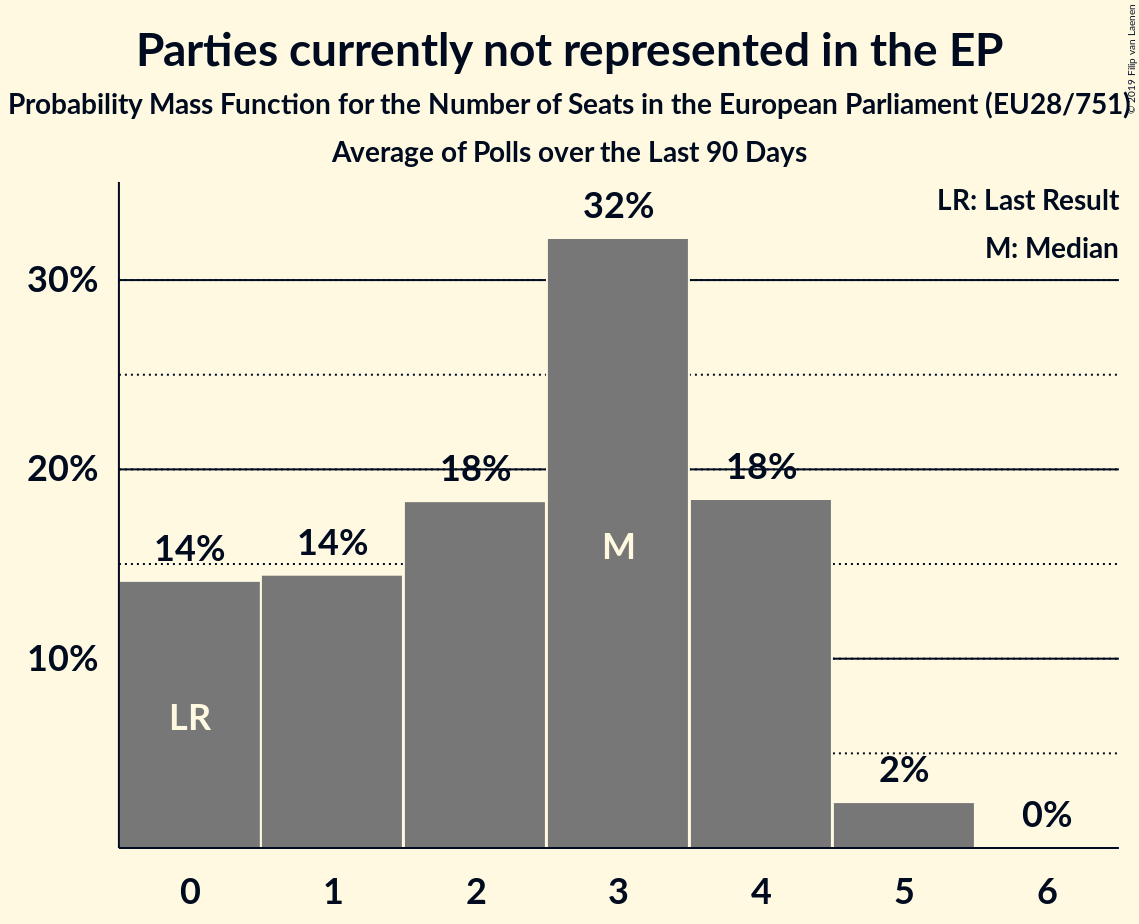 Parties currently not represented in the EP
Probability Mass Function for the Number of Seats in the European Parliament (EU28/751)
Average of Polls over the Last 90 Days
© 2019 Filip van Laenen
LR: Last Result
M: Median
32%
30%
20%
18%
18%
14%
14%
M
10%
LR
2%
0%
0 1 2 3 4 5 6